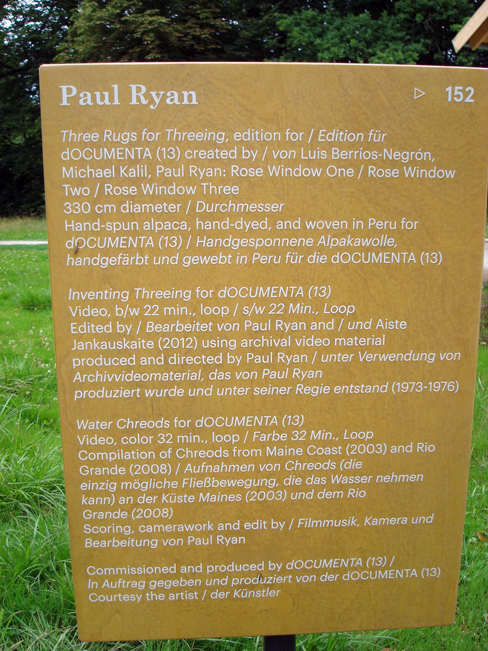 Paul Ryan ▷ 152
Three Rugs for Threeing, edition for / Edition für
dOCUMENTA (13) created by / von Luis Berríos-Negrón,
Michael Kalil, Paul Ryan: Rose Window One / Rose Window
Two / Rose Window Three
330 cm diameter / Durchmesser
Hand-spun alpaca, hand-dyed, and woven in Peru for
dOCUMENTA (13) / Handgesponnene Alpakawolle,
handgefärbt und gewebt in Peru für die dOCUMENTA (13)
Inventing Threeing for dOCUMENTA (13)
Video, b/w 22 min., loop / s/w 22 Min., Loop
Edited by / Bearbeitet von Paul Ryan and / und Aiste
Jankauskaite (2012) using archival video material
produced and directed by Paul Ryan / unter Verwendung von
Archivvideomaterial, das von Paul Ryan
produziert wurde und unter seiner Regie entstand (1973-1976)
Water Chreods for dOCUMENTA (13)
Video, color 32 min., loop / Farbe 32 Min., Loop
Compilation of Chreods from Maine Coast (2003) and Rio
Grande (2008) / Aufnahmen von Chreods (die
einzig mögliche Fließbewegung, die das Wasser nehmen
kann) an der Küste Maines (2003) und dem Rio
Grande (2008)
Scoring, camerawork and edit by / Filmmusik, Kamera und
Bearbeitung von Paul Ryan
Commissioned and produced by dOCUMENTA (13) /
In Auftrag gegeben und produziert von der dOCUMENTA (13)
Courtesy the artist / der Künstler